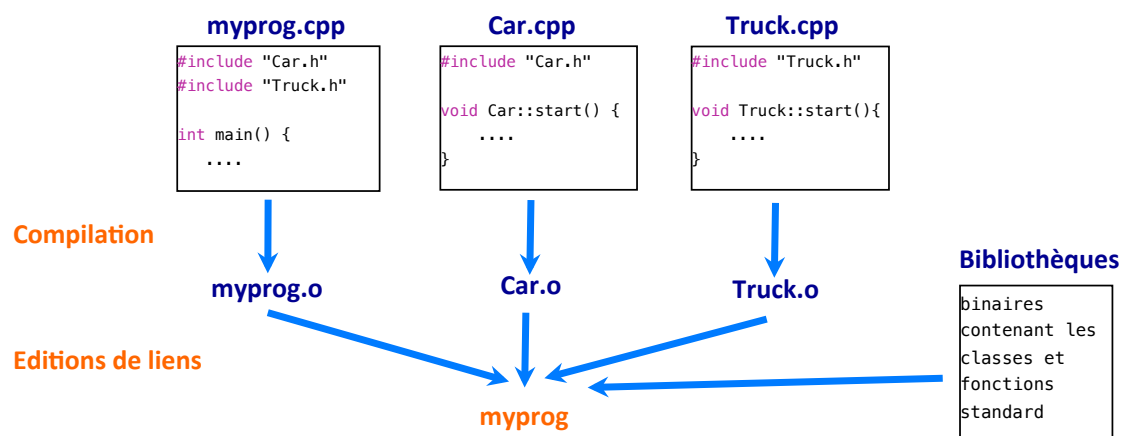 myprog.cpp
#include "Car.h"
#include "Truck.h"
int main() {
....
Car.cpp
#include "Car.h"
void Car::start() {
....
}
Truck.cpp
#include "Truck.h"
void Truck::start(){
....
}
Compilation
myprog.o
Car.o
Truck.o
Bibliothèques
binaires
contenant les
classes et
fonctions
standard
Editions de liens
myprog